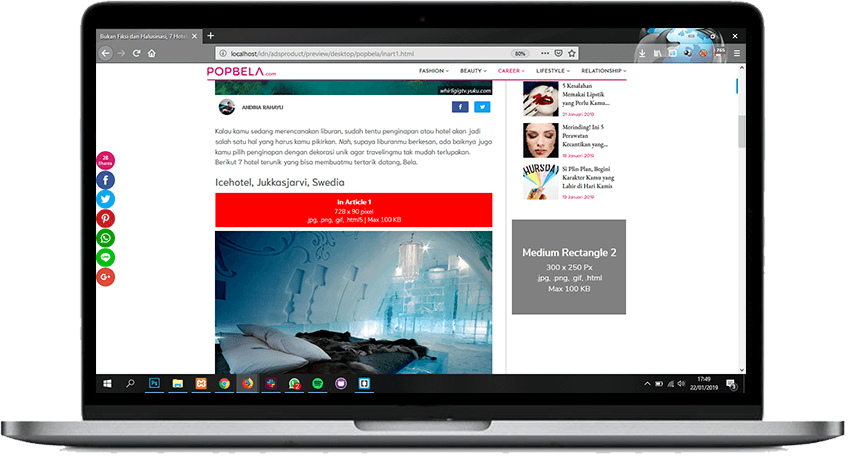 Bukan Fiksi dan Halusinasi, 7 Hotel
localhost/idn/adsproduct/preview/desktop/popbela/inart1.html
80%
POPBELA.com
FASHION
BEAUTY
CAREER
LIFESTYLE
RELATIONSHIP
whirligigtv.yuku.com
ANDINA RAHAYU
Kalau kamu sedang merencanakan liburan, sudah tentu penginapan atau hotel akan jadi
salah satu hal yang harus kamu pikirkan. Nah, supaya liburanmu berkesan, ada baiknya juga
kamu pilih penginapan dengan dekorasi unik agar travelingmu tak mudah terlupakan.
Berikut 7 hotel terunik yang bisa membuatmu tertarik datang, Bela.
Icehotel, Jukkasjarvi, Swedia
In Article 1
728 x 90 pixel
.jpg, .png, .gif, .html5 | Max 100 KB
26
Shares
5 Kesalahan
Memakai Lipstik
yang Perlu Kamu...
21 Januari 2019
Merinding! Ini 5
Perawatan
Kecantikan yang...
18 Januari 2019
THURSDAY
Si Plin Plan, Begini
Karakter Kamu yang
Lahir di Hari Kamis
18 Januari 2019
Medium Rectangle 2
300 x 250 Px
.jpg, .png, .gif, .html
Max 100 KB
17:49
22/01/2019